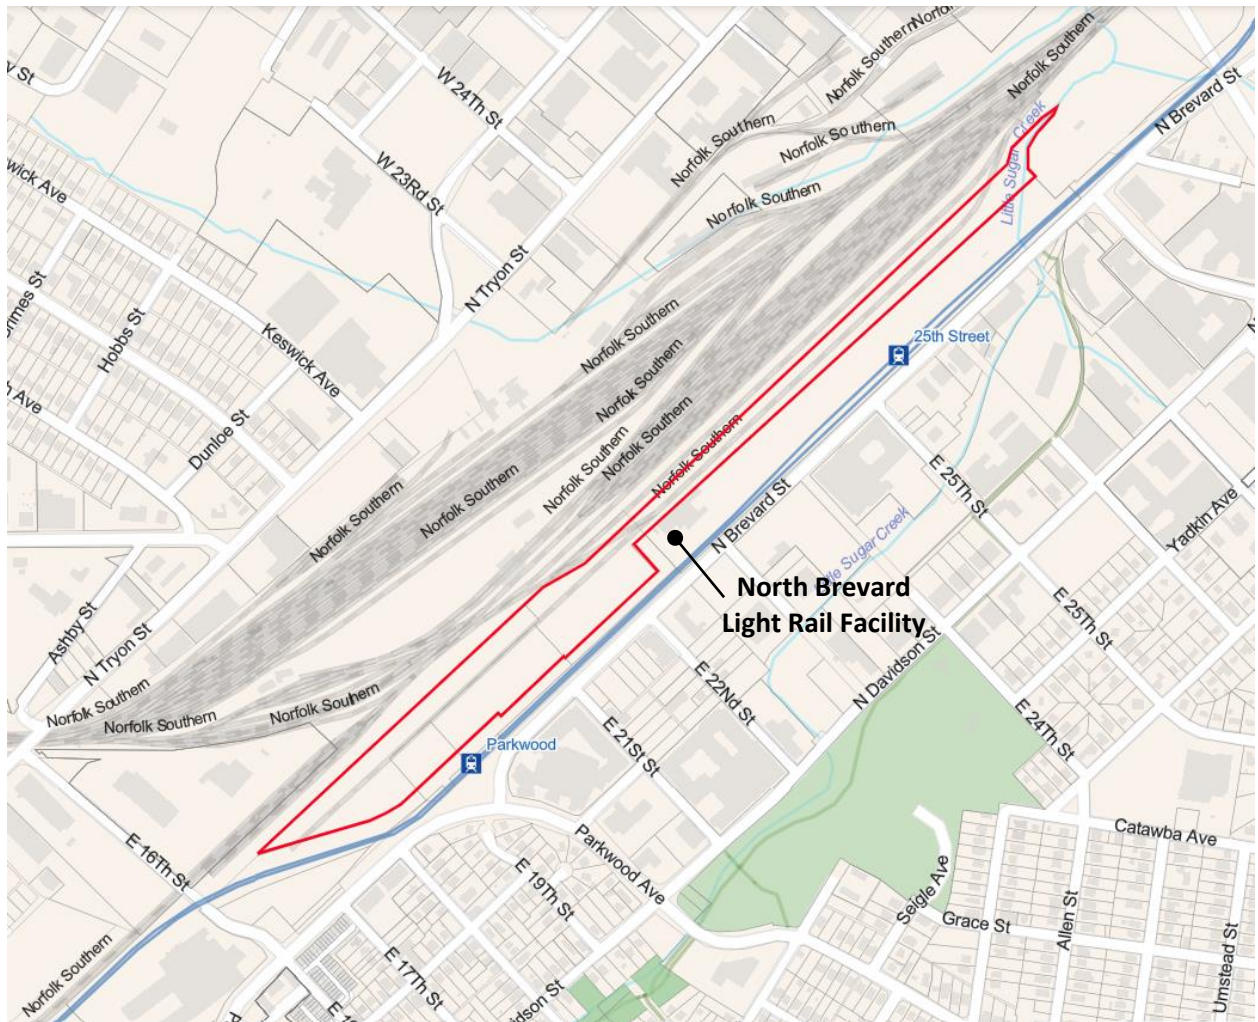 Norfolk Southern
Norfolk Southern
W 24Th St
Norfolk Southern
Norfolk Southern
N Brevard St
W 23Rd St
Norfolk Southern
Little Sugar Creek
Norfolk Southern
N Tryon St
Keswick Ave
Hobbs St
Norfolk Southern
25th Street
Norfolk Southern
Norfolk Southern
Dunloe St
Norfolk Southern
Norfolk Southern
Norfolk Southern
Norfolk Southern
E 25Th St
Yadkin Ave
N Brevard St
Ashby St
N Tryon St
North Brevard
Light Rail Facility
E 25Th St
N Davidson St
E 22Nd St
E 24Th St
Norfolk Southern
Norfolk Southern
Norfolk Southern
E 21St St
Parkwood
Catawba Ave
E 16Th St
Parkwood Ave
E 19Th St
Seigle Ave
Grace St
Allen St
Umstead St
E 17Th St
Norfolk Southern